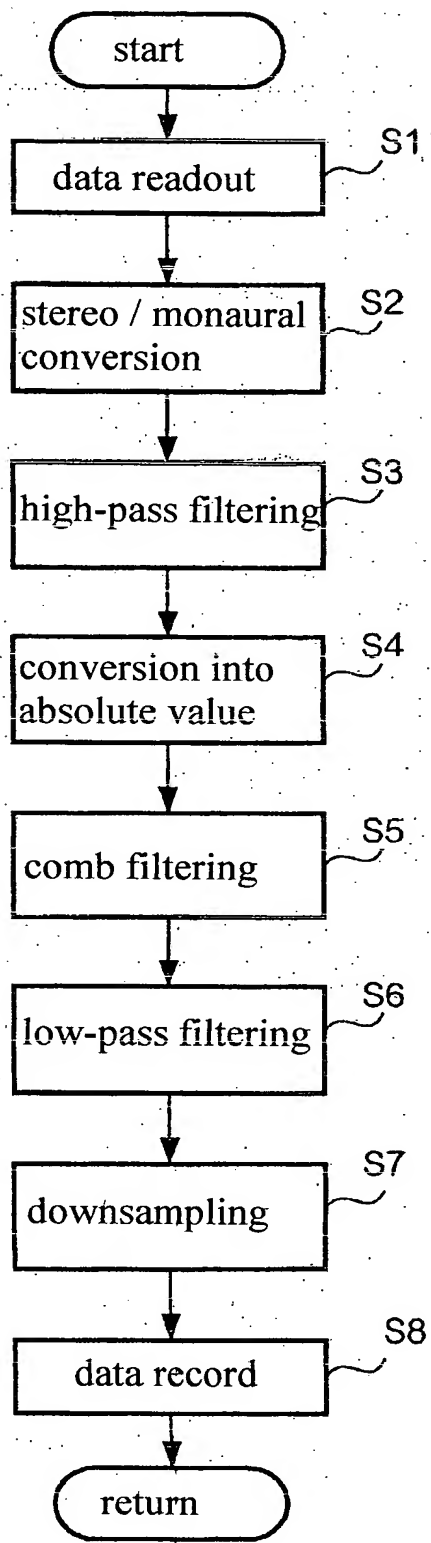 start
data readout
S1
stereo / monaural
conversion
S2
high-pass filtering
S3
conversion into
absolute value
S4
comb filtering
S5
low-pass filtering
S6
downsampling
S7
data record
S8
return